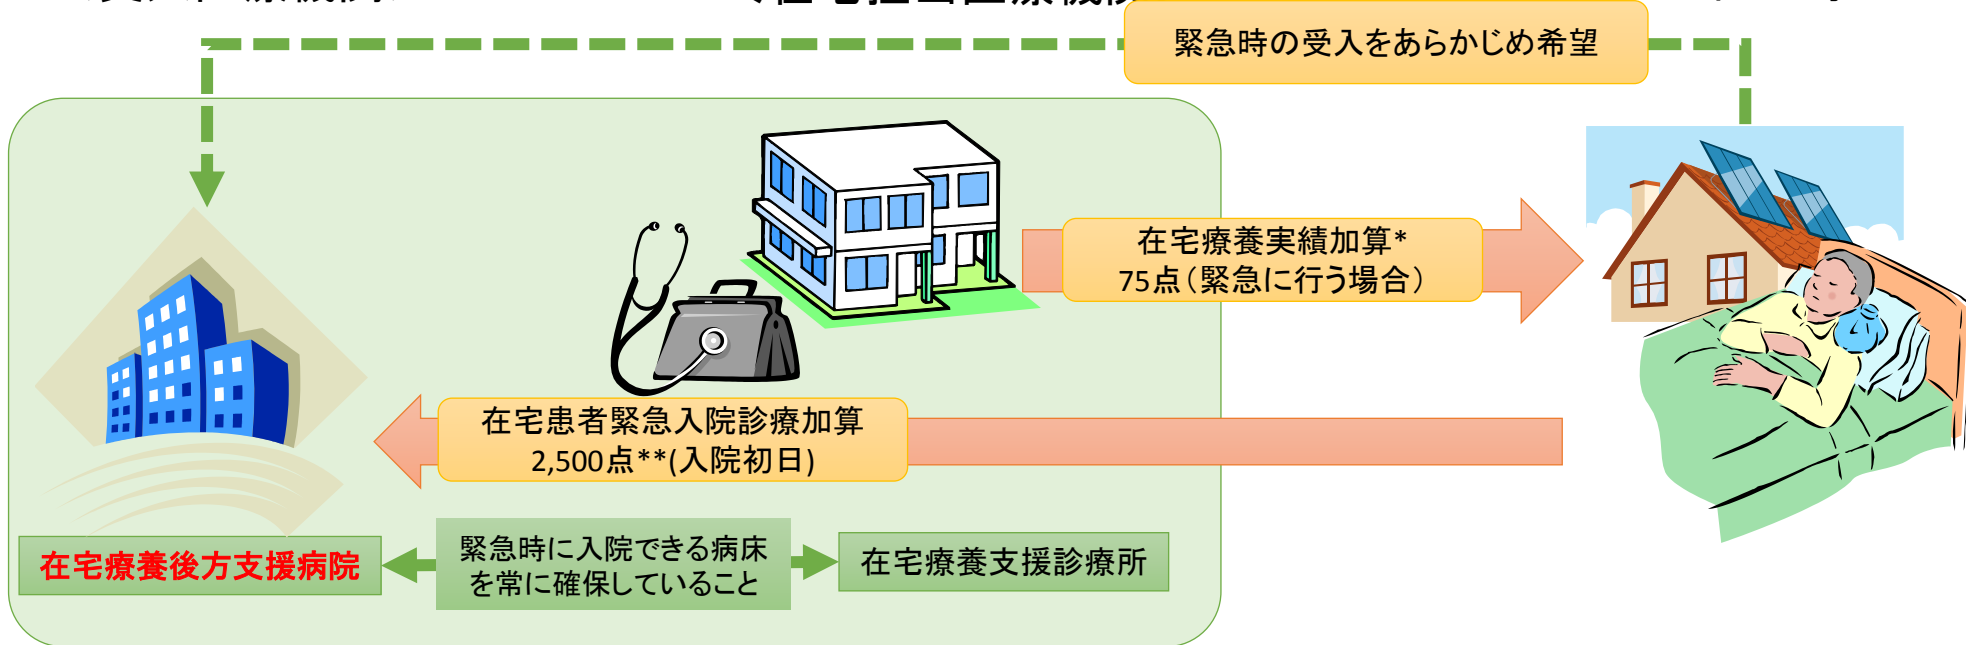 緊急時の受入をあらかじめ希望
在宅療養実績加算*
75点（緊急に行う場合）
在宅患者緊急入院診療加算
2,500点**(入院初日)
在宅療養後方支援病院
緊急時に入院できる病床
を常に確保していること
在宅療養支援診療所